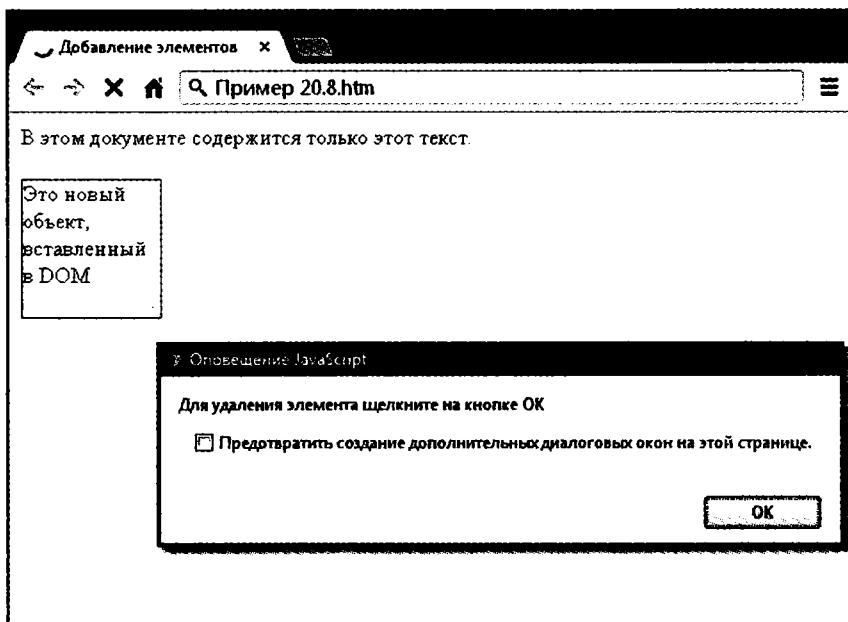 Добавление элементов
Пример 20.8.htm
В этом документе содержится только этот текст.
Это новый
объект,
вставленный
в DOM
Оповещение JavaScript
Для удаления элемента щелкните на кнопке OK
Предотвратить создание дополнительных диалоговых окон на этой странице.
OK